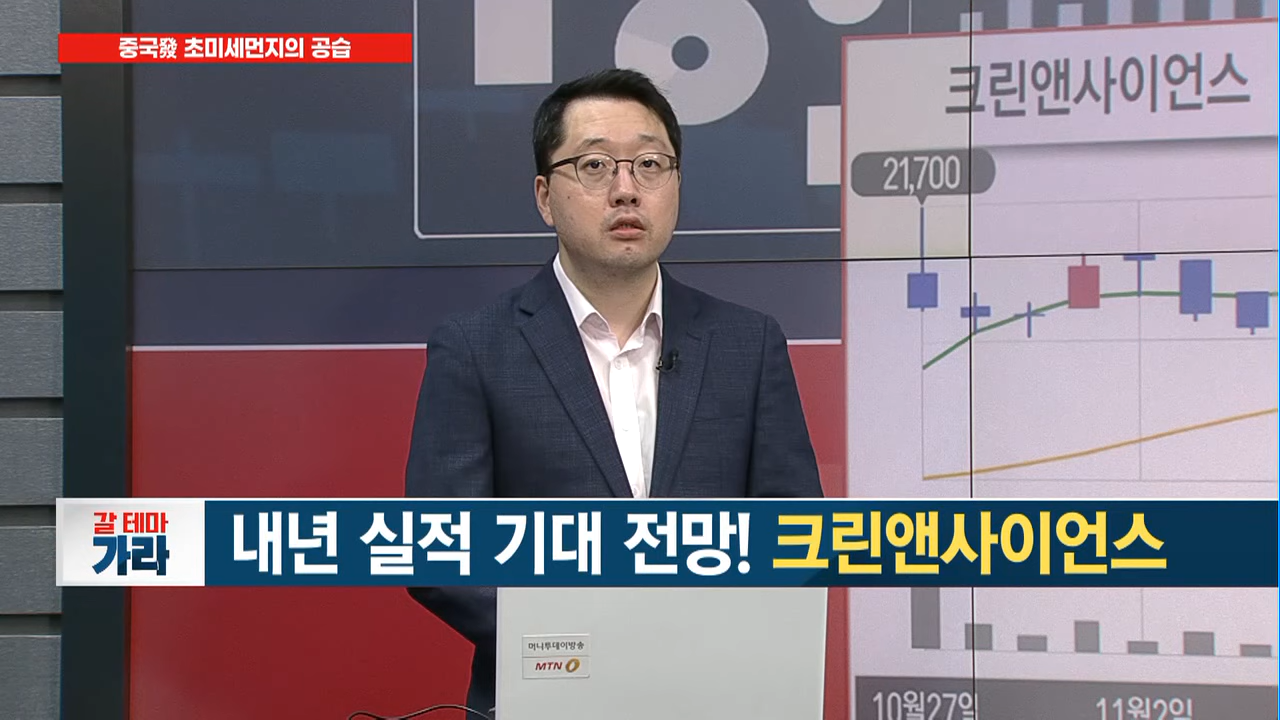 중국發 초미세먼지의 공습
크린앤사이언스
21,700
갈 테마
가라
내년 실적 기대 전망! 크린앤사이언스
머니투데이방송
MTN
10월27일
11월2일